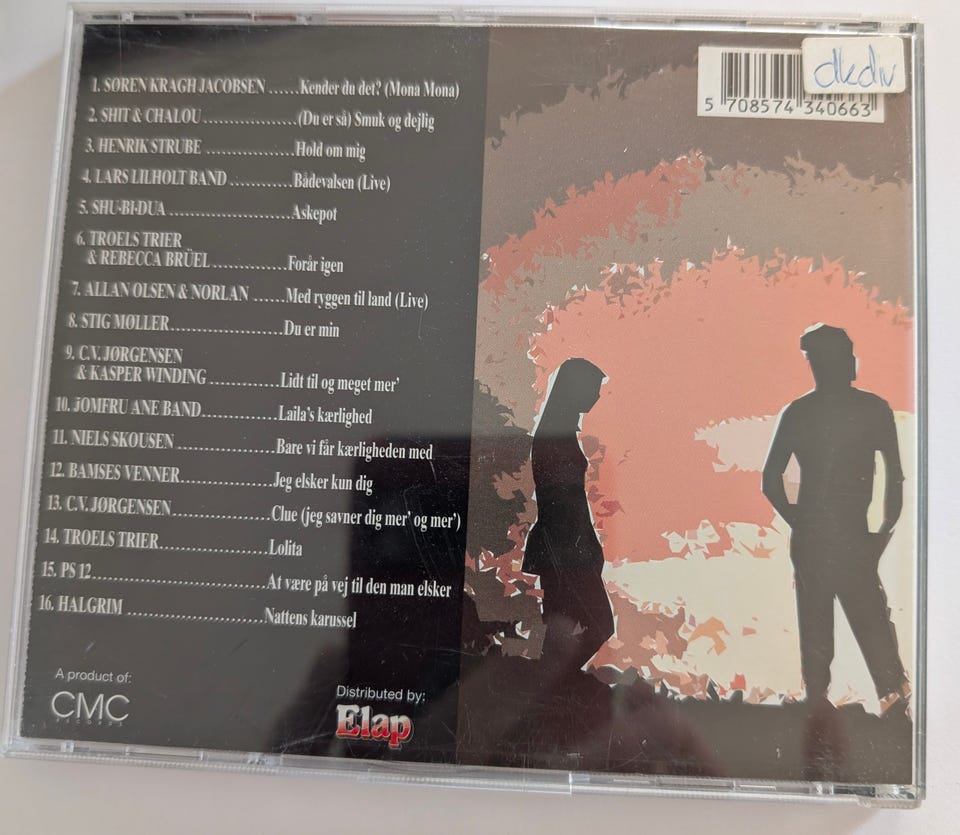 1. SØREN KRAGH JACOBSEN ......Kender du det? (Mona Mona)
2. SHIT & CHALOU...................(Du er så) Smuk og dejlig
3. HENRIK STRUBE ..................Hold om mig
4. LARS LILHOLT BAND .............Bådevalsen (Live)
5. SHU-BI-DUA .........................Askepot
6. TROELS TRIER
& REBECCA BRÜEL ...............Forår igen
7. ALLAN OLSEN & NORLAN ......Med ryggen til land (Live)
8. STIG MØLLER.......................Du er min
9. C.V. JØRGENSEN
& KASPER WINDING ..............Lidt til og meget mer'
10. JOMFRU ANE BAND................Laila's kærlighed
11. NIELS SKOUSEN ....................Bare vi får kærligheden med
12. BAMSES VENNER...................Jeg elsker kun dig
13. C.V. JØRGENSEN....................Clue (jeg savner dig mer' og mer')
14. TROELS TRIER......................Lolita
15. PS 12...................................At være på vej til den man elsker
16. HALGRIM ...........................Nattens karussel
A product of:
CMC
RECORDS
Distributed by:
Elap
dkdiv
5 708574 340663